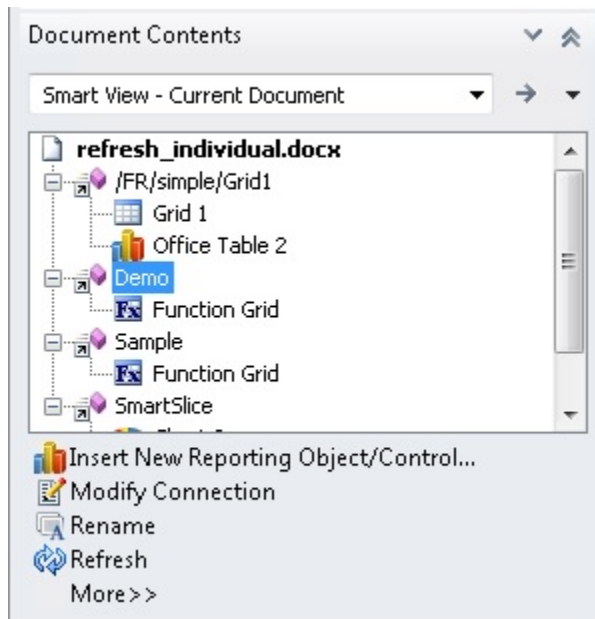 Document Contents
Smart View - Current Document
refresh_individual.docx
/FR/simple/Grid1
Grid 1
Office Table 2
Demo
Function Grid
Sample
Function Grid
SmartSlice
Insert New Reporting Object/Control...
Modify Connection
Rename
Refresh
More>>